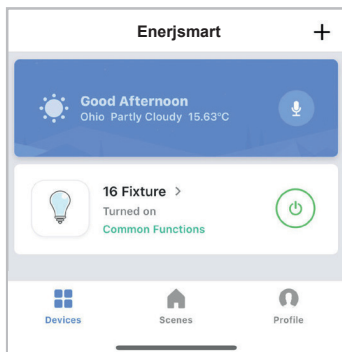 Enerjsmart
Good Afternoon
Ohio Partly Cloudy 15.63°C
16 Fixture >
Turned on
Common Functions
Devices Scenes Profile